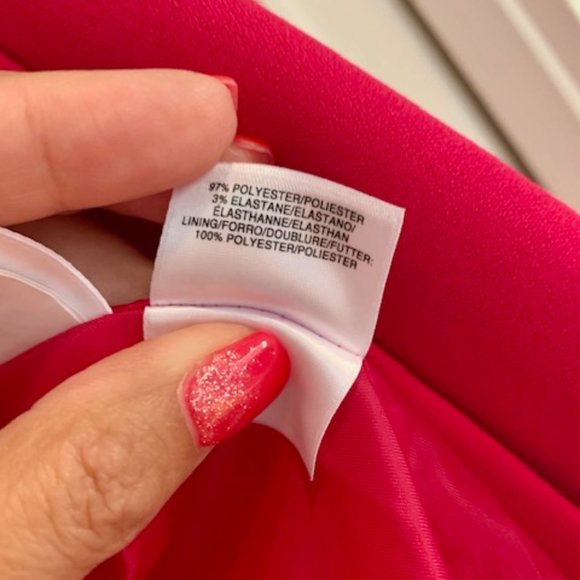 97% POLYESTER/POLIESTER
3% ELASTANE/ELASTANO/
ÉLASTHANNE/ELASTHAN
LINING/FORRO/DOUBLURE/FUTTER:
100% POLYESTER/POLIESTER